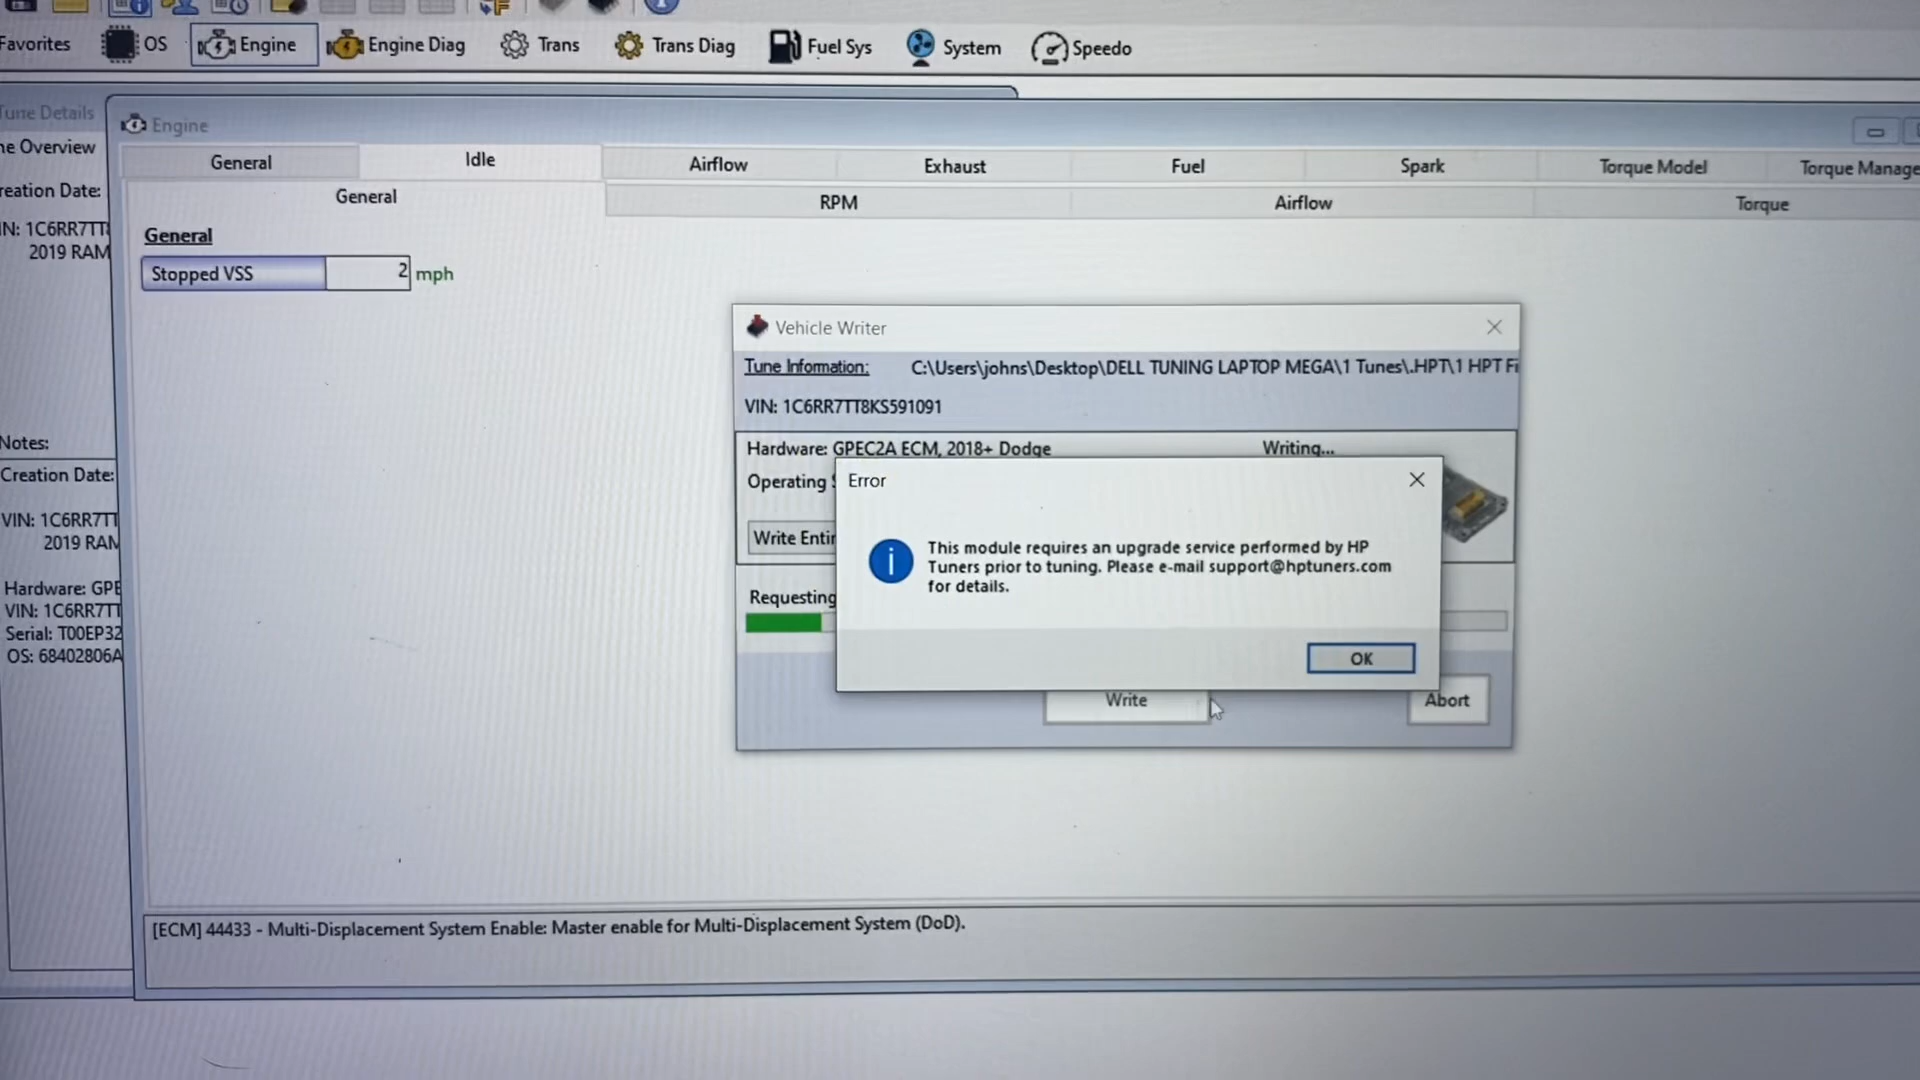 Favorites OS Engine Engine Diag Trans Trans Diag Fuel Sys System Speedo
Tune Details
Overview
Creation Date:
VIN: 1C6RR7TT
2019 RAM
Notes:
Creation Date:
VIN: 1C6RR7TT
2019 RAM
Hardware: GPE
VIN: 1C6RR7TT
Serial: T00EP32
OS: 68402806A
Engine
General Idle Airflow Exhaust Fuel Spark Torque Model Torque Manage
General RPM Airflow Torque
General
Stopped VSS 2 mph
Vehicle Writer
Tune Information: C:\Users\johns\Desktop\DELL TUNING LAPTOP MEGA\1 Tunes\.HPT\1 HPT Fi
VIN: 1C6RR7TT8KS591091
Hardware: GPEC2A ECM, 2018+ Dodge Writing...
Operating S
Write Entir
Requesting
Error
This module requires an upgrade service performed by HP
Tuners prior to tuning. Please e-mail support@hptuners.com
for details.
OK
Write Abort
[ECM] 44433 - Multi-Displacement System Enable: Master enable for Multi-Displacement System (DoD).